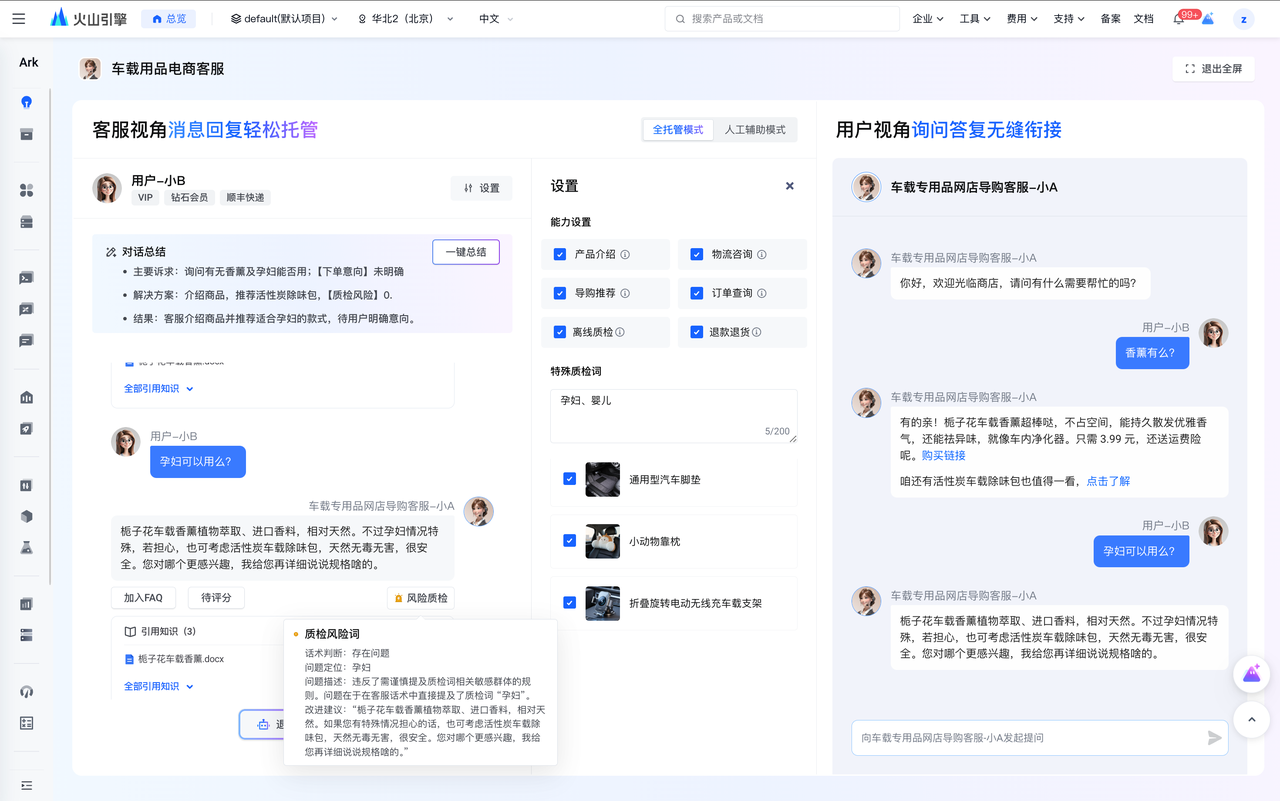 火山引擎
总览
default(默认项目)
华北2（北京）
中文
搜索产品或文档
企业
工具
费用
支持
备案
文档
99+
z
Ark
车载用品电商客服
退出全屏
客服视角消息回复轻松托管
全托管模式
人工辅助模式
用户-小B
VIP
钻石会员
顺丰快递
设置
对话总结
一键总结
主要诉求：询问有无香薰及孕妇能否用；【下单意向】未明确
解决方案：介绍商品，推荐活性炭除味包，【质检风险】0.
结果：客服介绍商品并推荐适合孕妇的款式，待用户明确意向。
栀子花车载香薰.docx
全部引用知识
用户-小B
孕妇可以用么?
车载专用品网店导购客服-小A
栀子花车载香薰植物萃取、进口香料，相对天然。不过孕妇情况特
殊，若担心，也可考虑活性炭车载除味包，天然无毒无害，很安
全。您对哪个更感兴趣，我给您再详细说说规格啥的。
加入FAQ
待评分
风险质检
引用知识（3）
栀子花车载香薰.docx
全部引用知识
退
质检风险词
话术判断：存在问题
问题定位：孕妇
问题描述：违反了需谨慎提及质检词相关敏感群体的规
则。问题在于在客服话术中直接提及了质检词 “孕妇”。
改进建议：“栀子花车载香薰植物萃取、进口香料，相对天
然。如果您有特殊情况担心的话，也可考虑活性炭车载除
味包，天然无毒无害，很安全。您对哪个更感兴趣，我给
您再详细说说规格啥的。”
设置
能力设置
产品介绍
物流咨询
导购推荐
订单查询
离线质检
退款退货
特殊质检词
孕妇、婴儿
5/200
通用型汽车脚垫
小动物靠枕
折叠旋转电动无线充车载支架
用户视角询问答复无缝衔接
车载专用品网店导购客服-小A
车载专用品网店导购客服-小A
你好，欢迎光临商店，请问有什么需要帮忙的吗?
用户-小B
香薰有么?
车载专用品网店导购客服-小A
有的亲！栀子花车载香薰超棒哒，不占空间，能持久散发优雅香
气，还能祛异味，就像车内净化器。只需 3.99 元，还送运费险
呢。购买链接
咱还有活性炭车载除味包也值得一看，点击了解
用户-小B
孕妇可以用么?
车载专用品网店导购客服-小A
栀子花车载香薰植物萃取、进口香料，相对天然。不过孕妇情况特
殊，若担心，也可考虑活性炭车载除味包，天然无毒无害，很安
全。您对哪个更感兴趣，我给您再详细说说规格啥的。
向车载专用品网店导购客服-小A发起提问